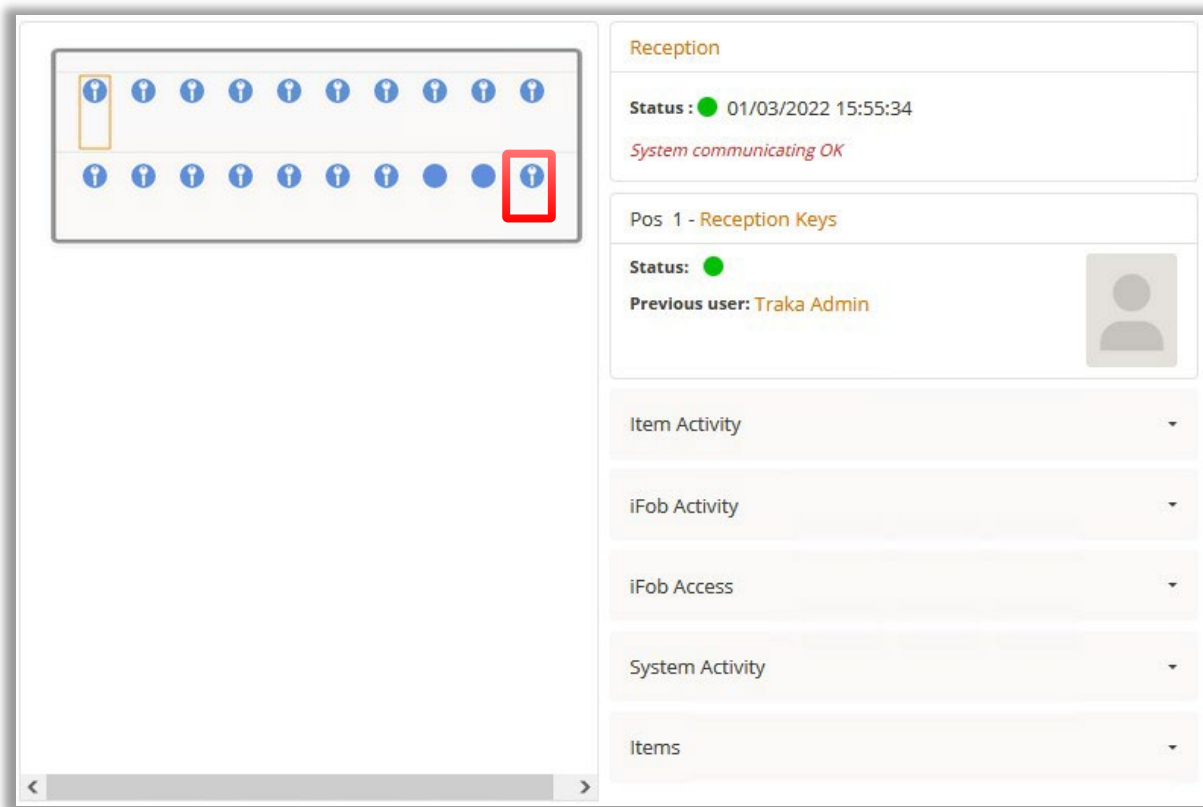 Reception
Status : 01/03/2022 15:55:34
System communicating OK
Pos 1 - Reception Keys
Status:
Previous user: Traka Admin
Item Activity
iFob Activity
iFob Access
System Activity
Items